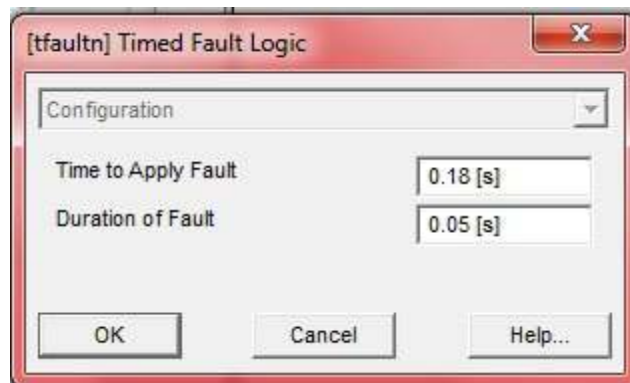 [tfaultn] Timed Fault Logic
Configuration
Time to Apply Fault 0.18 [s]
Duration of Fault 0.05 [s]
OK Cancel Help...